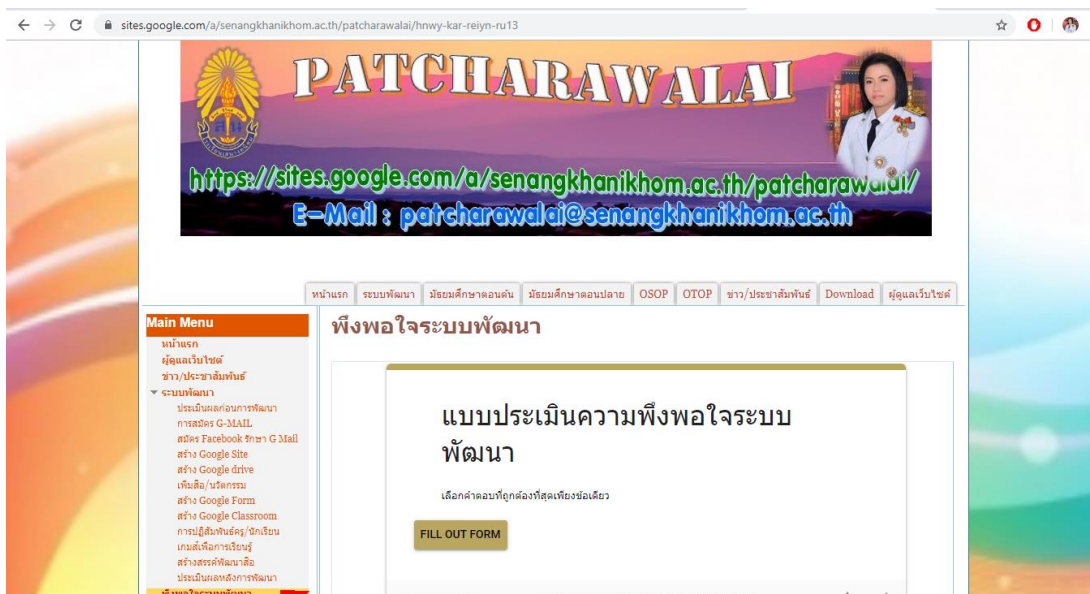 sites.google.com/a/senangkhanikhom.ac.th/patcharawalai/hnwy-kar-reiyn-ru13
PATCHARAWALAI
https://sites.google.com/a/senangkhanikhom.ac.th/patcharawalai/
E-Mail : patcharawalai@senangkhanikhom.ac.th
หน้าแรก ระบบพัฒนา มัธยมศึกษาตอนต้น มัธยมศึกษาตอนปลาย OSOP OTOP ข่าว/ประชาสัมพันธ์ Download ผู้ดูแลเว็บไซต์
Main Menu
หน้าแรก
ผู้ดูแลเว็บไซต์
ข่าว/ประชาสัมพันธ์
ระบบพัฒนา
ประเมินผลก่อนการพัฒนา
การสมัคร G-MAIL
สมัคร Facebook รักษา G Mail
สร้าง Google Site
สร้าง Google drive
เพิ่มสื่อ/นวัตกรรม
สร้าง Google Form
สร้าง Google Classroom
การปฏิสัมพันธ์ครู/นักเรียน
เกมส์เพื่อการเรียนรู้
สร้างสรรค์พัฒนาสื่อ
ประเมินผลหลังการพัฒนา
พึงพอใจระบบพัฒนา
พึงพอใจระบบพัฒนา
แบบประเมินความพึงพอใจระบบ
พัฒนา
เลือกคำตอบที่ถูกต้องที่สุดเพียงข้อเดียว
FILL OUT FORM